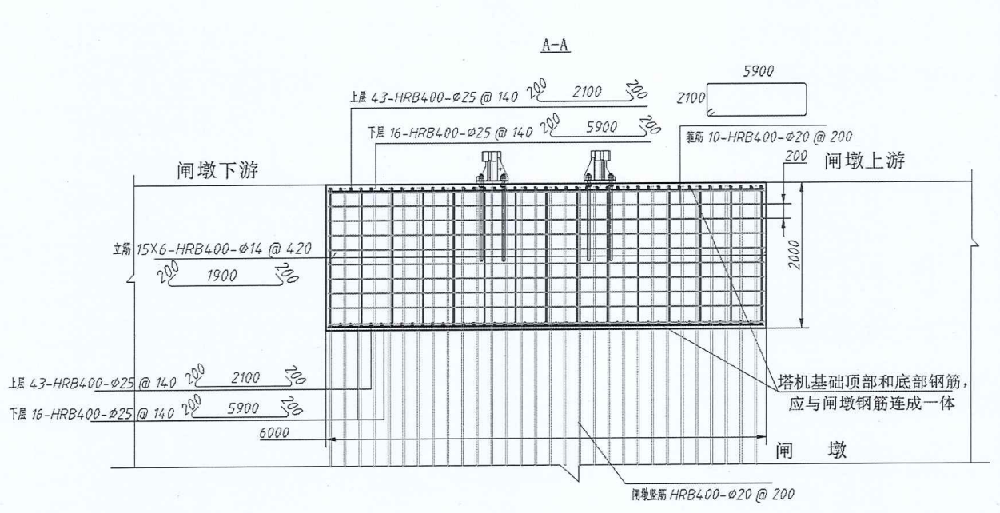 A-A
5900
上层 43-HRB400-Φ25 @ 140
200
2100
200
2100
下层 16-HRB400-Φ25 @ 140
200
5900
200
箍筋 10-HRB400-Φ20 @ 200
200
闸墩下游
闸墩上游
立筋 15X6-HRB400-Φ14 @ 420
200
1900
200
2000
上层 43-HRB400-Φ25 @ 140
200
2100
200
下层 16-HRB400-Φ25 @ 140
200
5900
200
塔机基础顶部和底部钢筋，
应与闸墩钢筋连成一体
6000
闸 墩
闸墩竖筋 HRB400-Φ20 @ 200